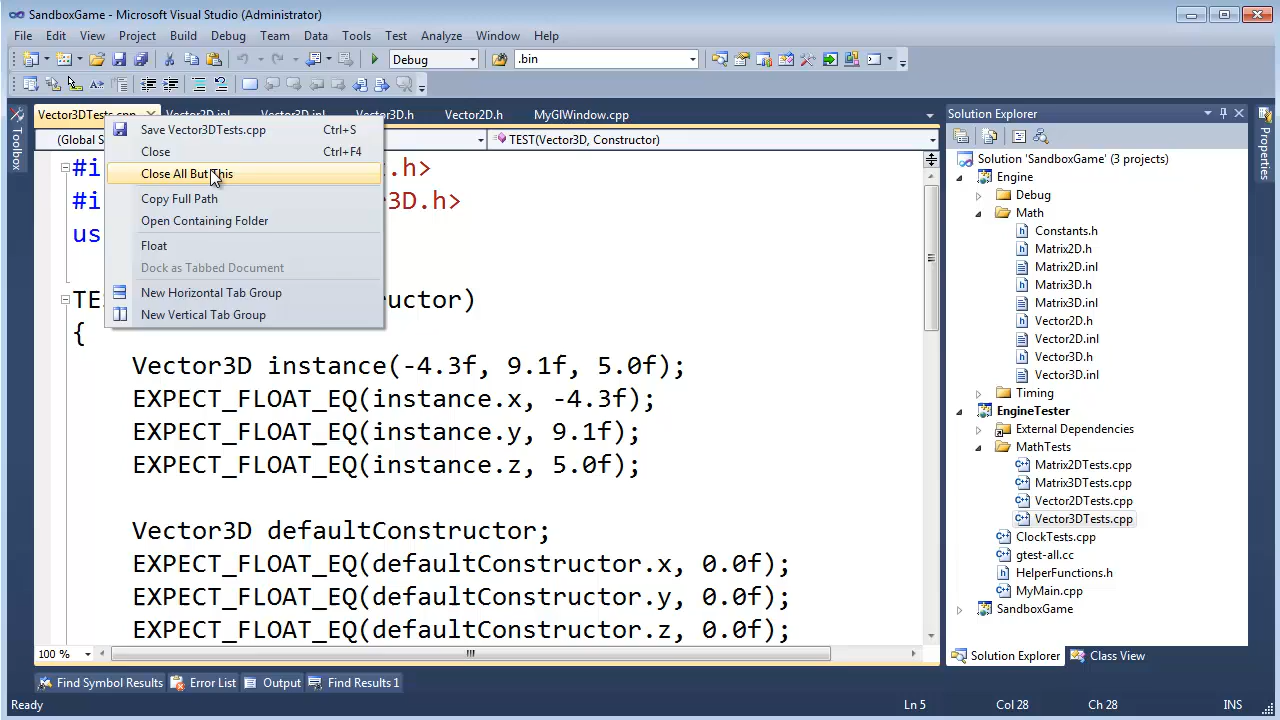 SandboxGame - Microsoft Visual Studio (Administrator)
File Edit View Project Build Debug Team Data Tools Test Analyze Window Help
Debug .bin
Vector3DTests.cpp Vector2D.inl Vector3D.inl Vector3D.h Vector2D.h MyGlWindow.cpp
(Global S TEST(Vector3D, Constructor)
Save Vector3DTests.cpp Ctrl+S
Close Ctrl+F4
Close All But This
Copy Full Path
Open Containing Folder
Float
Dock as Tabbed Document
New Horizontal Tab Group
New Vertical Tab Group
#i .h>
#i 3D.h>
us
TES uctor)
{
Vector3D instance(-4.3f, 9.1f, 5.0f);
EXPECT_FLOAT_EQ(instance.x, -4.3f);
EXPECT_FLOAT_EQ(instance.y, 9.1f);
EXPECT_FLOAT_EQ(instance.z, 5.0f);
Vector3D defaultConstructor;
EXPECT_FLOAT_EQ(defaultConstructor.x, 0.0f);
EXPECT_FLOAT_EQ(defaultConstructor.y, 0.0f);
EXPECT_FLOAT_EQ(defaultConstructor.z, 0.0f);
100 %
Toolbox
Solution Explorer
Solution 'SandboxGame' (3 projects)
Engine
Debug
Math
Constants.h
Matrix2D.h
Matrix2D.inl
Matrix3D.h
Matrix3D.inl
Vector2D.h
Vector2D.inl
Vector3D.h
Vector3D.inl
Timing
EngineTester
External Dependencies
MathTests
Matrix2DTests.cpp
Matrix3DTests.cpp
Vector2DTests.cpp
Vector3DTests.cpp
ClockTests.cpp
gtest-all.cc
HelperFunctions.h
MyMain.cpp
SandboxGame
Solution Explorer Class View
Properties
Find Symbol Results Error List Output Find Results 1
Ready Ln 5 Col 28 Ch 28 INS